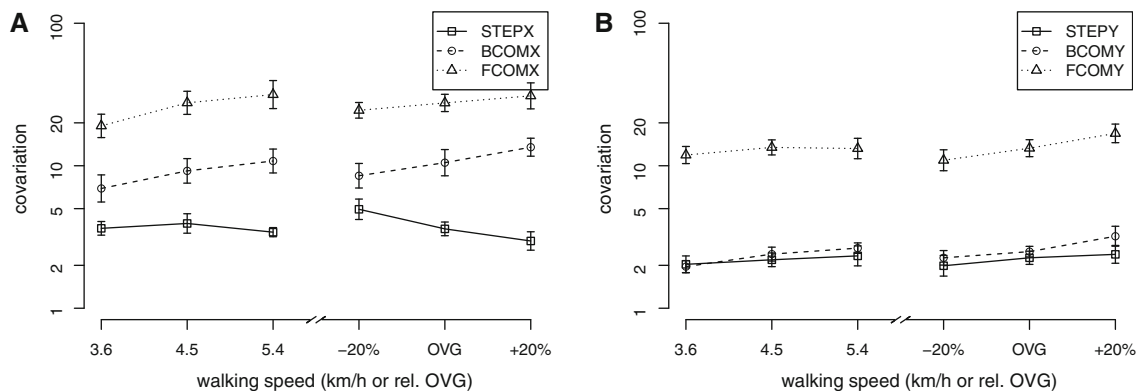 A
STEPX
BCOMX
FCOMX
covariation
100
20
10
5
2
1
3.6 4.5 5.4 −20% OVG +20%
walking speed (km/h or rel. OVG)
B
STEPY
BCOMY
FCOMY
covariation
100
20
10
5
2
1
3.6 4.5 5.4 −20% OVG +20%
walking speed (km/h or rel. OVG)